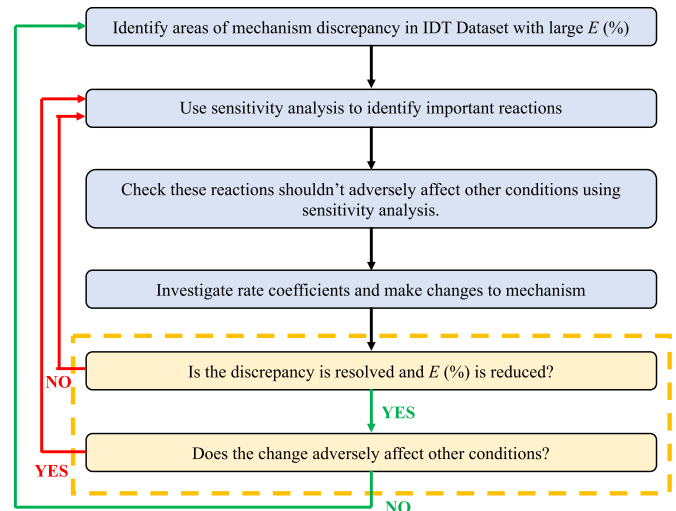 Identify areas of mechanism discrepancy in IDT Dataset with large E (%)
Use sensitivity analysis to identify important reactions
Check these reactions shouldn't adversely affect other conditions using
sensitivity analysis.
Investigate rate coefficients and make changes to mechanism
Is the discrepancy is resolved and E (%) is reduced?
NO
YES
Does the change adversely affect other conditions?
YES
NO